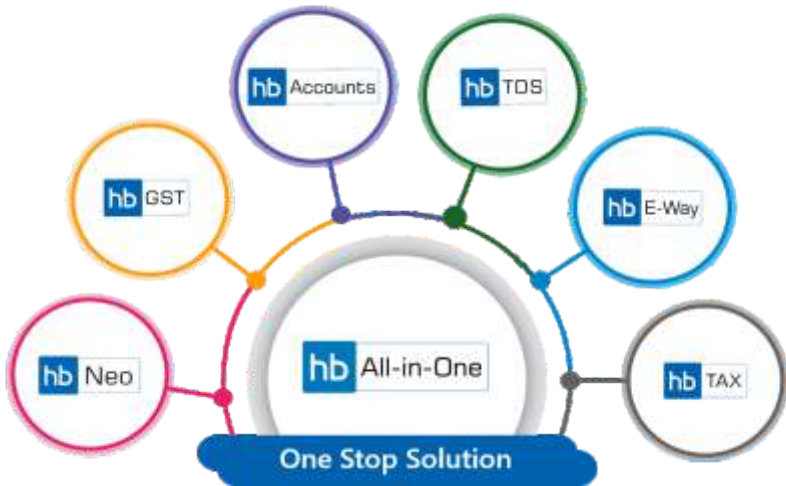 hb Accounts
hb TDS
hb GST
hb E-Way
hb Neo
hb All-in-One
hb TAX
One Stop Solution